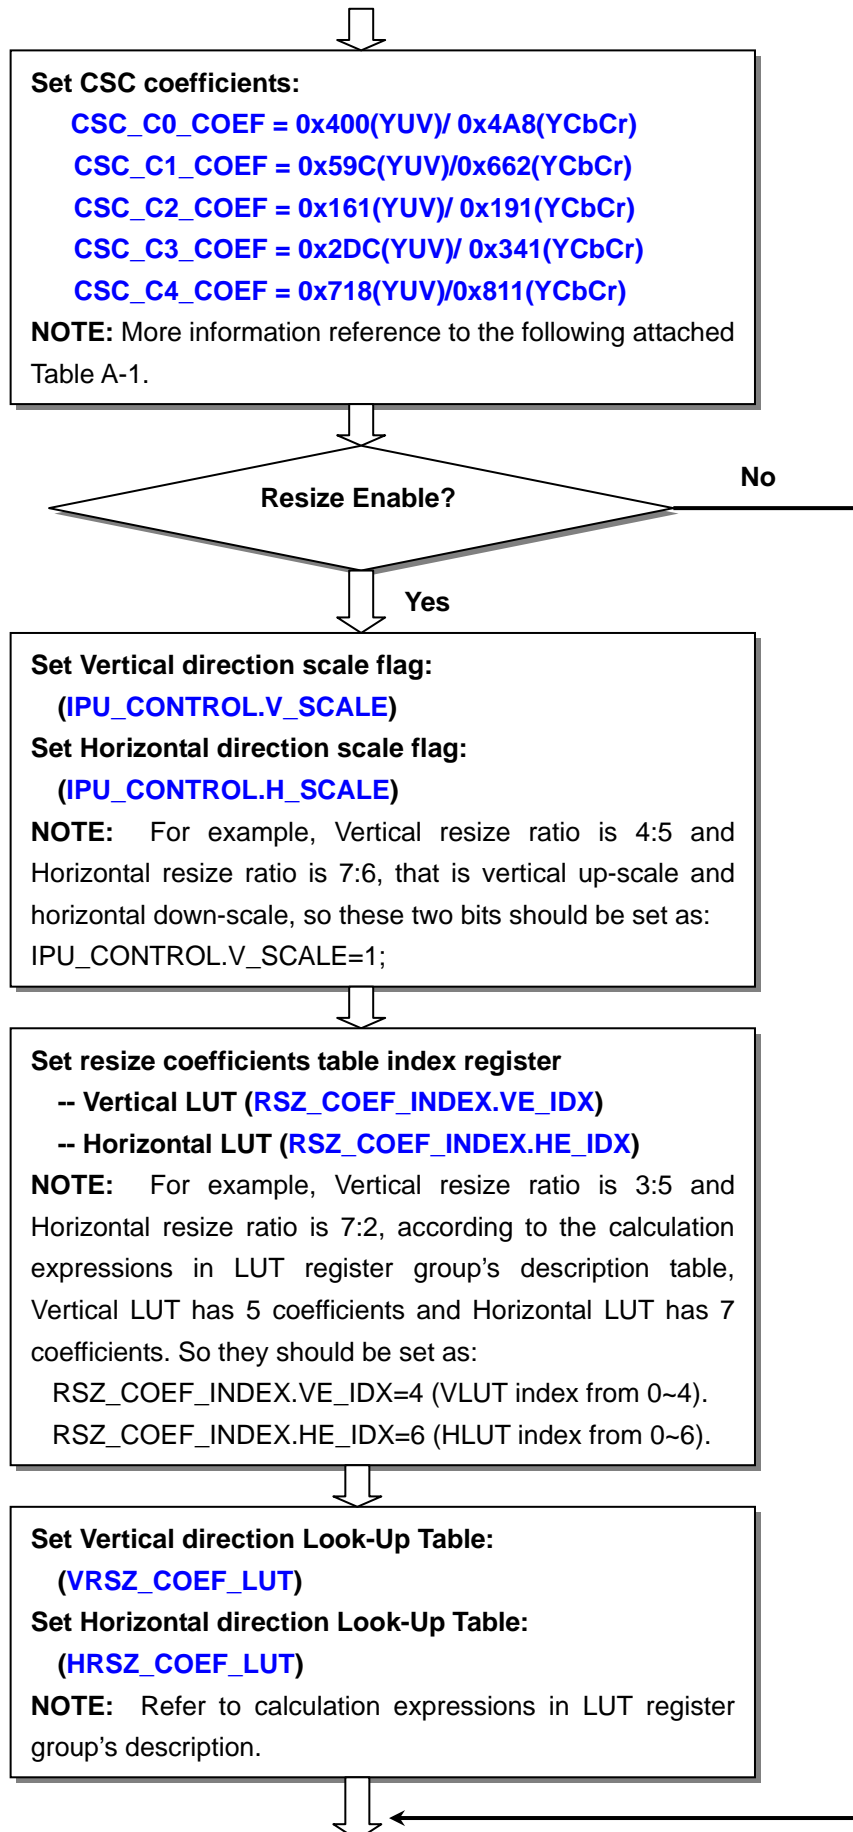 Set CSC coefficients:
CSC_C0_COEF = 0x400(YUV)/ 0x4A8(YCbCr)
CSC_C1_COEF = 0x59C(YUV)/0x662(YCbCr)
CSC_C2_COEF = 0x161(YUV)/ 0x191(YCbCr)
CSC_C3_COEF = 0x2DC(YUV)/ 0x341(YCbCr)
CSC_C4_COEF = 0x718(YUV)/0x811(YCbCr)
NOTE: More information reference to the following attached
Table A-1.
Resize Enable?
No
Yes
Set Vertical direction scale flag:
(IPU_CONTROL.V_SCALE)
Set Horizontal direction scale flag:
(IPU_CONTROL.H_SCALE)
NOTE: For example, Vertical resize ratio is 4:5 and
Horizontal resize ratio is 7:6, that is vertical up-scale and
horizontal down-scale, so these two bits should be set as:
IPU_CONTROL.V_SCALE=1;
Set resize coefficients table index register
-- Vertical LUT (RSZ_COEF_INDEX.VE_IDX)
-- Horizontal LUT (RSZ_COEF_INDEX.HE_IDX)
NOTE: For example, Vertical resize ratio is 3:5 and
Horizontal resize ratio is 7:2, according to the calculation
expressions in LUT register group's description table,
Vertical LUT has 5 coefficients and Horizontal LUT has 7
coefficients. So they should be set as:
RSZ_COEF_INDEX.VE_IDX=4 (VLUT index from 0~4).
RSZ_COEF_INDEX.HE_IDX=6 (HLUT index from 0~6).
Set Vertical direction Look-Up Table:
(VRSZ_COEF_LUT)
Set Horizontal direction Look-Up Table:
(HRSZ_COEF_LUT)
NOTE: Refer to calculation expressions in LUT register
group's description.